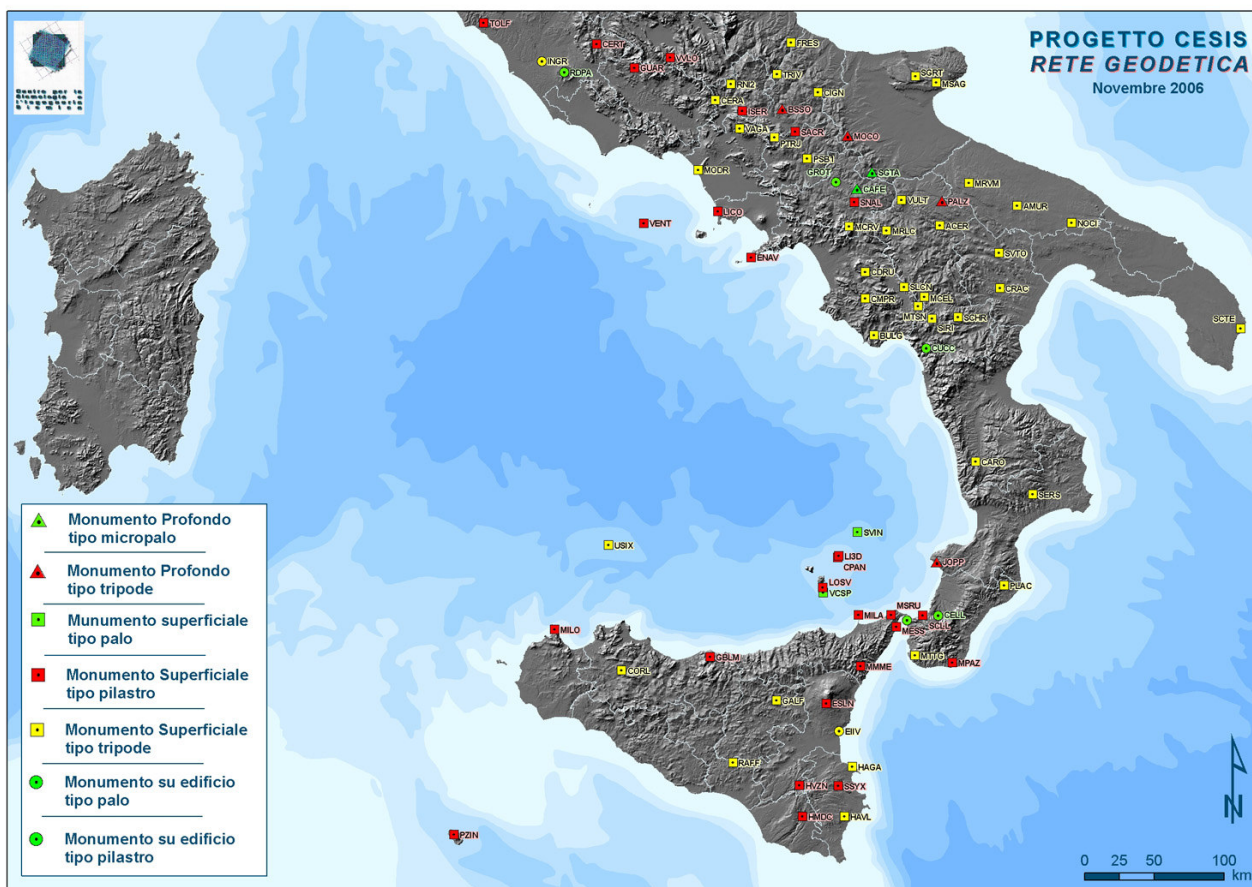 PROGETTO CESIS
RETE GEODETICA
Novembre 2006
TOLF
CERT
VVLO
GUAR
INGR
RDPA
FRES
TRIV
RNI2
CERA
CIGN
SGRT
MSAG
ISER
BSSO
VAGA
SACR
PTRJ
MOCO
MODR
PSB1
GROT
SGTA
CAFE
SNAL
VULT
PALZ
MRVM
AMUR
NOCI
VENT
LICO
MCRV
MRLC
ACER
ENAV
SVTO
CDRU
SLCN
CRAC
CMPR
MCEL
MTSN
SIRI
SCHR
BULG
CUCC
SCTE
CARO
SERS
SVIN
USIX
LI3D
CPAN
JOPP
LOSV
VCSP
PLAC
MSRU
MILA
CELL
SCLL
MESS
MILO
GBLM
MTTG
MPAZ
MMME
CORL
GALF
ESLN
EIIV
RAFF
HAGA
HVZN
SSYX
HMDC
HAVL
PZIN
Monumento Profondo
tipo micropalo
Monumento Profondo
tipo tripode
Munumento superficiale
tipo palo
Monumento Superficiale
tipo pilastro
Monumento Superficiale
tipo tripode
Monumento su edificio
tipo palo
Monumento su edificio
tipo pilastro
N
0 25 50 100
km